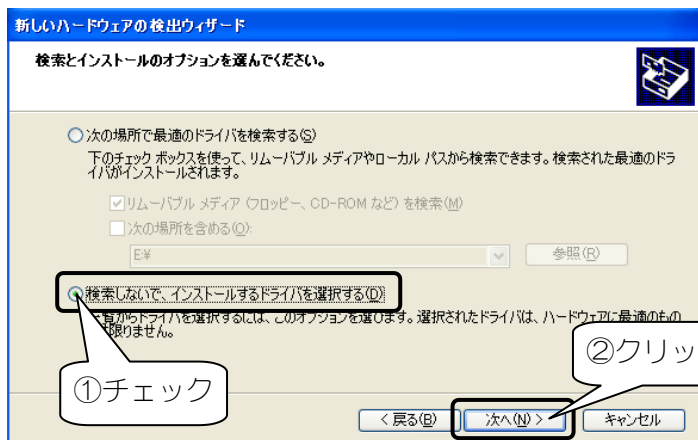 新しいハードウェアの検出ウィザード
検索とインストールのオプションを選んでください。
次の場所で最適のドライバを検索する(S)
下のチェック ボックスを使って、リムーバブル メディアやローカル パスから検索できます。検索された最適のドラ
イバがインストールされます。
リムーバブル メディア (フロッピー、CD-ROM など) を検索(M)
次の場所を含める(O):
E:¥
参照(R)
検索しないで、インストールするドライバを選択する(D)
一覧からドライバを選択するには、このオプションを選びます。選択されたドライバは、ハードウェアに最適のもの
限りません。
②クリッ
①チェック
< 戻る(B)
次へ(N) >
キャンセル